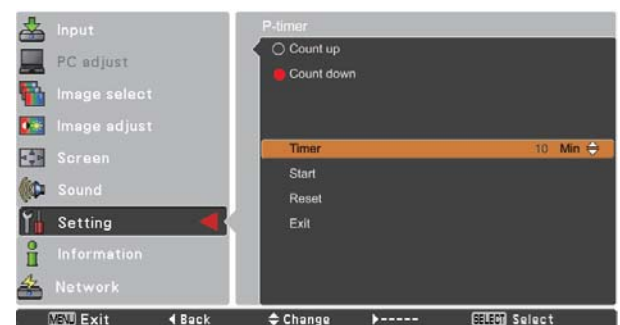 Input
PC adjust
Image select
Image adjust
Screen
Sound
Setting
Information
Network
P-timer
Count up
Count down
Timer 10 Min
Start
Reset
Exit
MENU Exit Back Change ----- SELECT Select